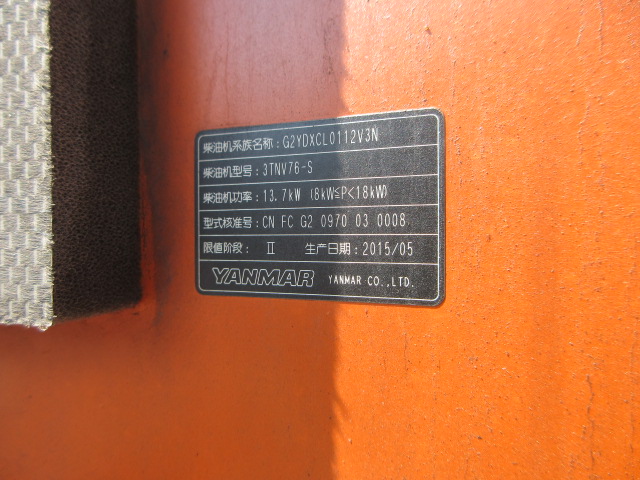 柴油机系族名称：G2YDXCL0112V3N
柴油机型号：3TNV76-S
柴油机功率：13.7kW (8kW≦P<18kW)
型式核准号：CN FC G2 0970 03 0008
限值阶段： Ⅱ 生产日期：2015/05
YANMAR YANMAR CO.,LTD.